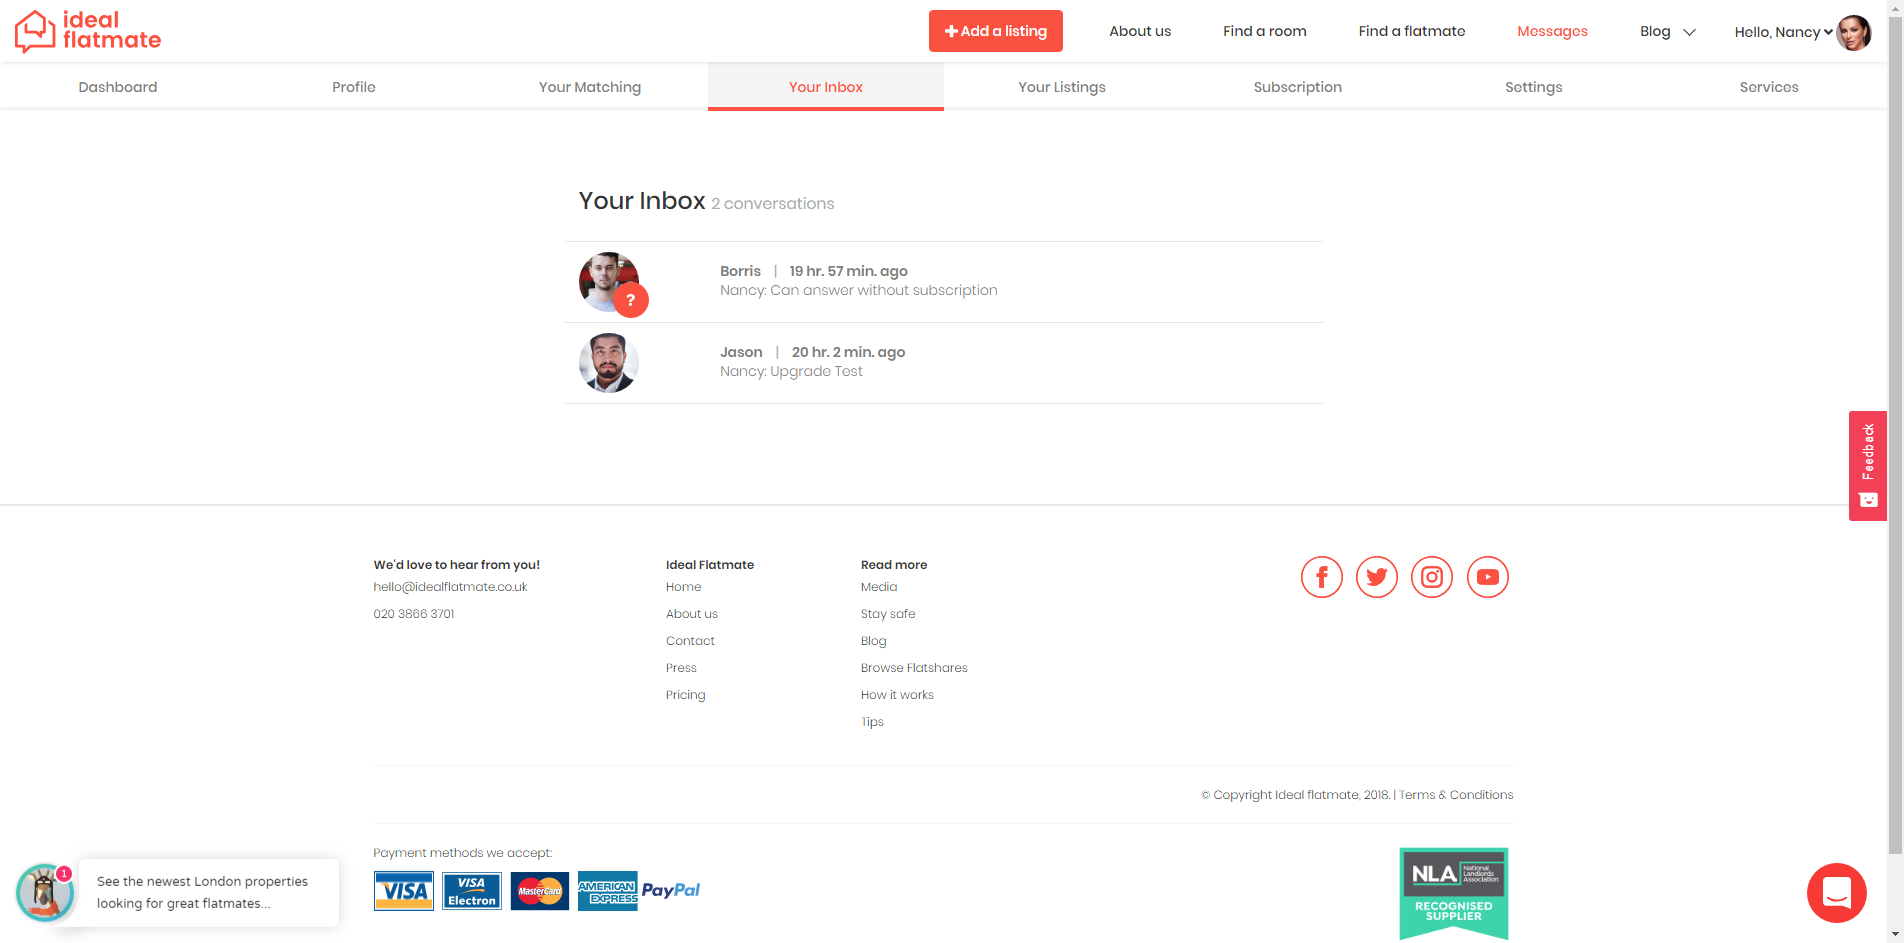 ideal
flatmate
Add a listing
About us
Find a room
Find a flatmate
Messages
Blog
Hello, Nancy
Dashboard
Profile
Your Matching
Your Inbox
Your Listings
Subscription
Settings
Services
Your Inbox 2 conversations
Borris | 19 hr. 57 min. ago
Nancy: Can answer without subscription
?
Jason | 20 hr. 2 min. ago
Nancy: Upgrade Test
Feedback
We'd love to hear from you!
hello@idealflatmate.co.uk
020 3866 3701
Ideal Flatmate
Home
About us
Contact
Press
Pricing
Read more
Media
Stay safe
Blog
Browse Flatshares
How it works
Tips
© Copyright Ideal flatmate, 2018. | Terms & Conditions
Payment methods we accept:
VISA
VISA
Electron
MasterCard
AMERICAN
EXPRESS
PayPal
NLA
National
Landlords
Association
RECOGNISED
SUPPLIER
1
See the newest London properties
looking for great flatmates...